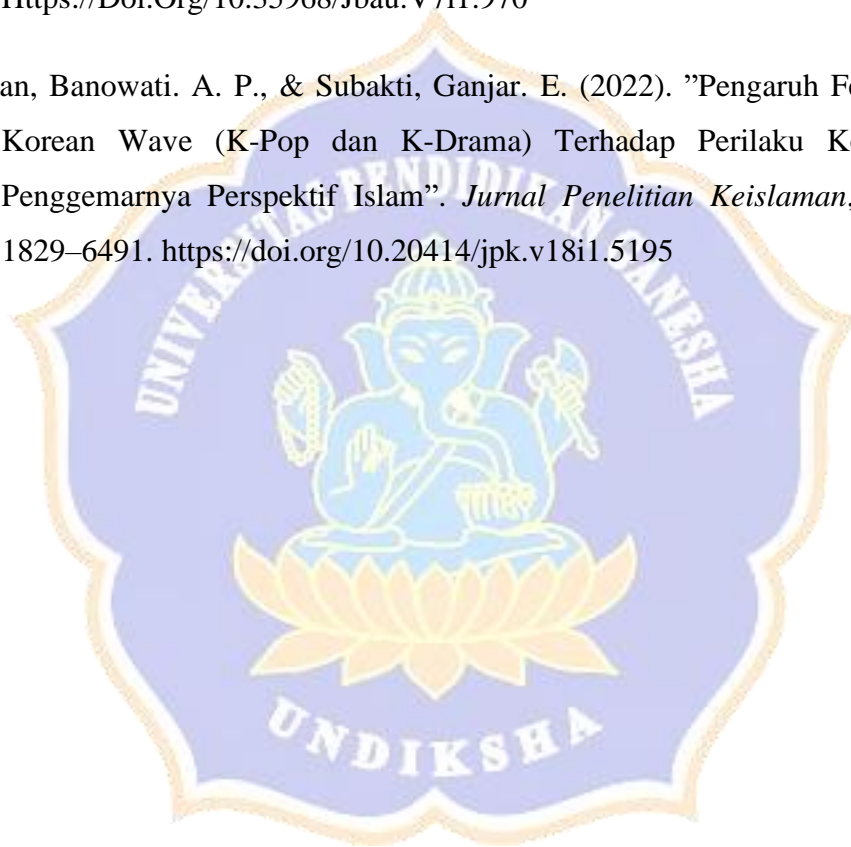 Https://Doi.Org/10.35968/Jbau.V7i1.970
an, Banowati. A. P., & Subakti, Ganjar. E. (2022). ”Pengaruh
Korean Wave (K-Pop dan K-Drama) Terhadap Perilaku
Penggemarnya Perspektif Islam”. Jurnal Penelitian Keislaman,
1829–6491. https://doi.org/10.20414/jpk.v18i1.5195
UNIVERSITAS PENDIDIKAN GANESHA
UNDIKSHA